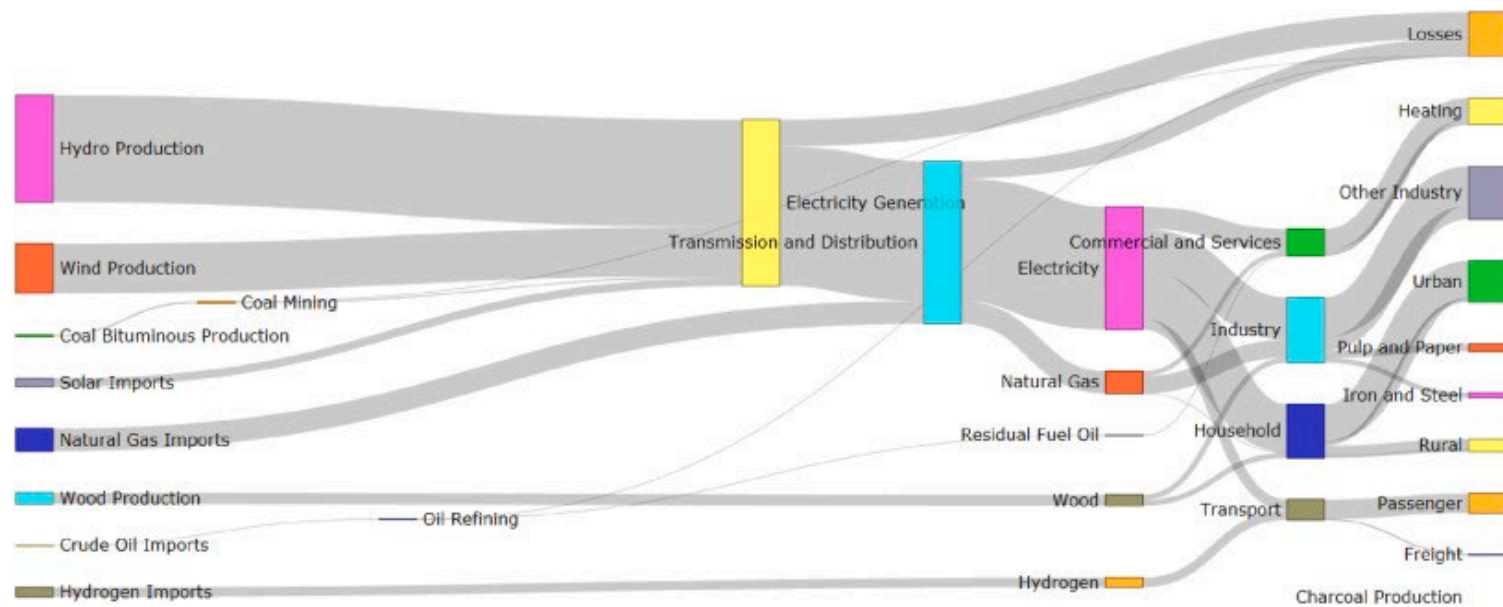 Losses
Heating
Hydro Production
Other Industry
Electricity Generation
Transmission and Distribution
Commercial and Services
Wind Production
Electricity
Urban
Coal Mining
Industry
Coal Bituminous Production
Pulp and Paper
Solar Imports
Natural Gas
Iron and Steel
Residual Fuel Oil
Household
Natural Gas Imports
Rural
Wood Production
Wood
Transport
Passenger
Oil Refining
Crude Oil Imports
Freight
Hydrogen Imports
Hydrogen
Charcoal Production